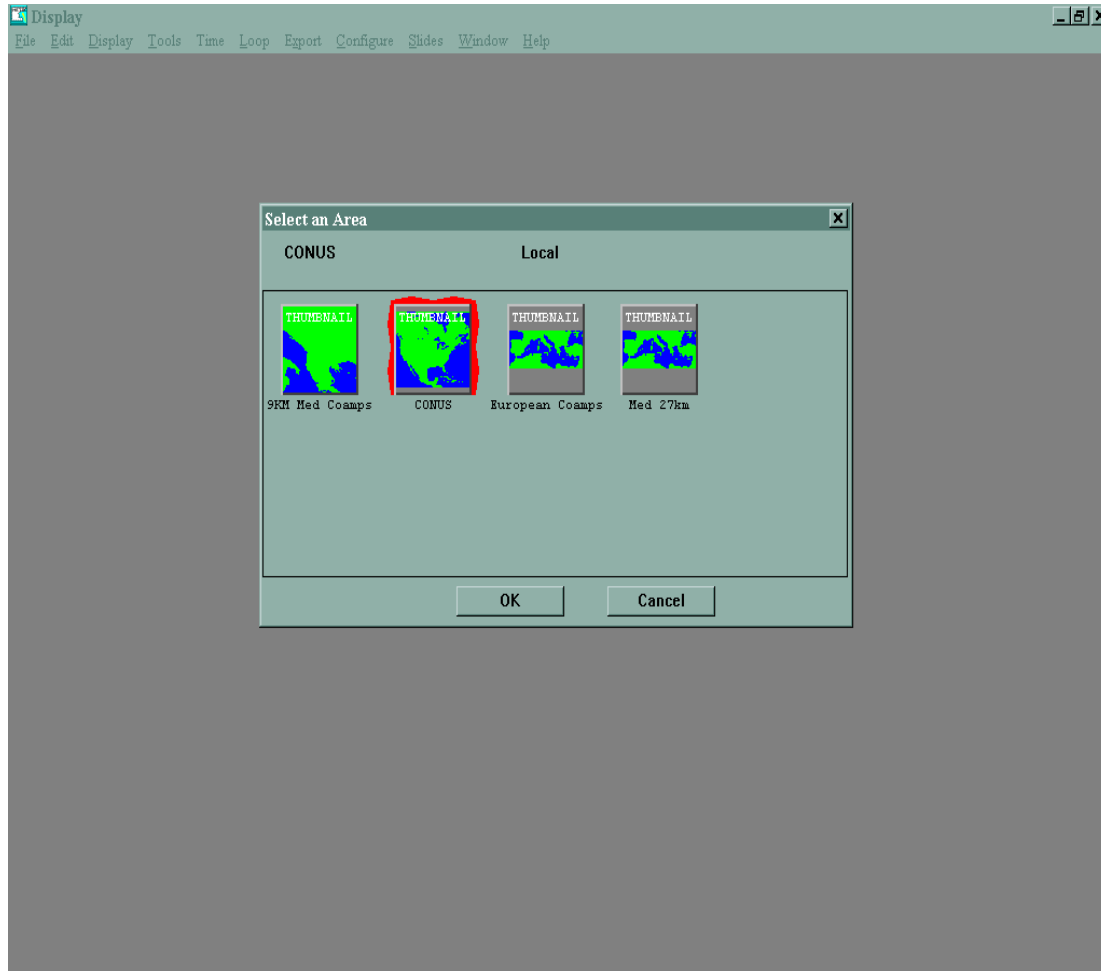 Display
File Edit Display Tools Time Loop Export Configure Slides Window Help
Select an Area
CONUS Local
THUMBNAIL THUMBNAIL THUMBNAIL THUMBNAIL
9KM Med Coamps CONUS European Coamps Med 27km
OK Cancel